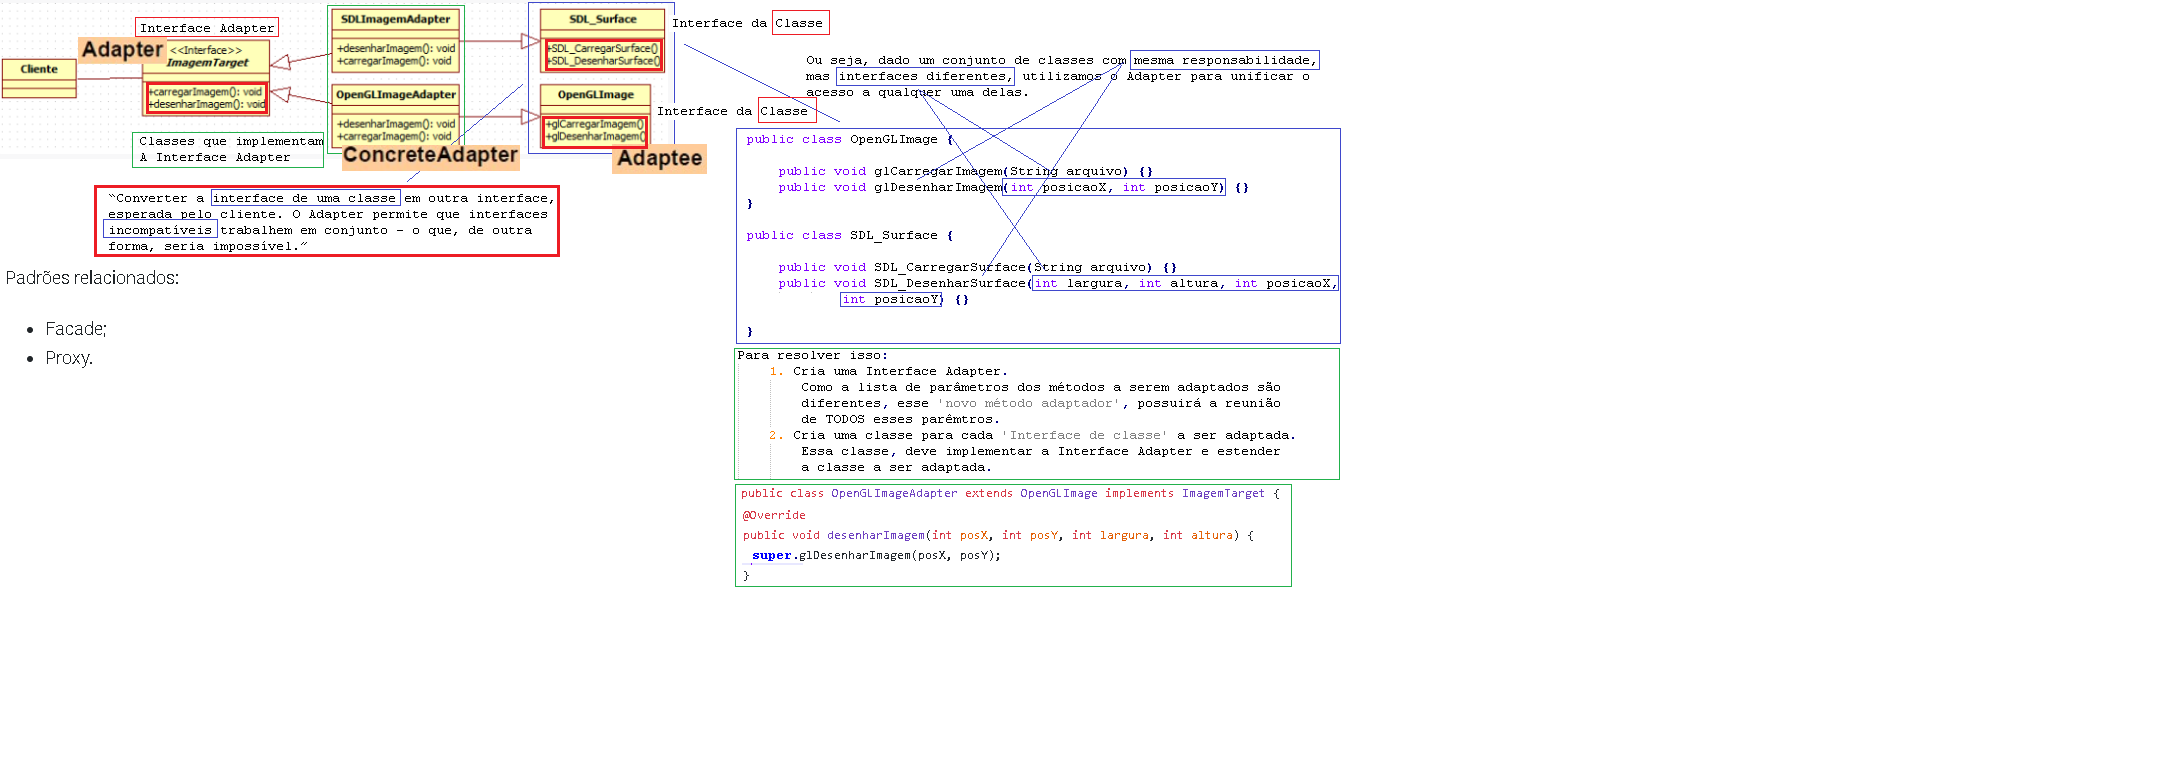 Interface Adapter
Adapter
Cliente
<<Interface>>
ImagemTarget
+carregarImagem(): void
+desenharImagem(): void
SDLImagemAdapter
+desenharImagem(): void
+carregarImagem(): void
OpenGLImageAdapter
+desenharImagem(): void
+carregarImagem(): void
ConcreteAdapter
SDL_Surface
+SDL_CarregarSurface()
+SDL_DesenharSurface()
OpenGLImage
+glCarregarImagem()
+glDesenharImagem()
Adaptee
Interface da Classe
Interface da Classe
Classes que implementam
A Interface Adapter
“Converter a interface de uma classe em outra interface,
esperada pelo cliente. O Adapter permite que interfaces
incompatíveis trabalhem em conjunto – o que, de outra
forma, seria impossível.”
Padrões relacionados:
• Facade;
• Proxy.
Ou seja, dado um conjunto de classes com mesma responsabilidade,
mas interfaces diferentes, utilizamos o Adapter para unificar o
acesso a qualquer uma delas.
public class OpenGLImage {
public void glCarregarImagem(String arquivo) {}
public void glDesenharImagem(int posicaoX, int posicaoY) {}
}
public class SDL_Surface {
public void SDL_CarregarSurface(String arquivo) {}
public void SDL_DesenharSurface(int largura, int altura, int posicaoX,
int posicaoY) {}
}
Para resolver isso:
1. Cria uma Interface Adapter.
Como a lista de parâmetros dos métodos a serem adaptados são
diferentes, esse 'novo método adaptador', possuirá a reunião
de TODOS esses parêmtros.
2. Cria uma classe para cada 'Interface de classe' a ser adaptada.
Essa classe, deve implementar a Interface Adapter e estender
a classe a ser adaptada.
public class OpenGLImageAdapter extends OpenGLImage implements ImagemTarget {
@Override
public void desenharImagem(int posX, int posY, int largura, int altura) {
super.glDesenharImagem(posX, posY);
}